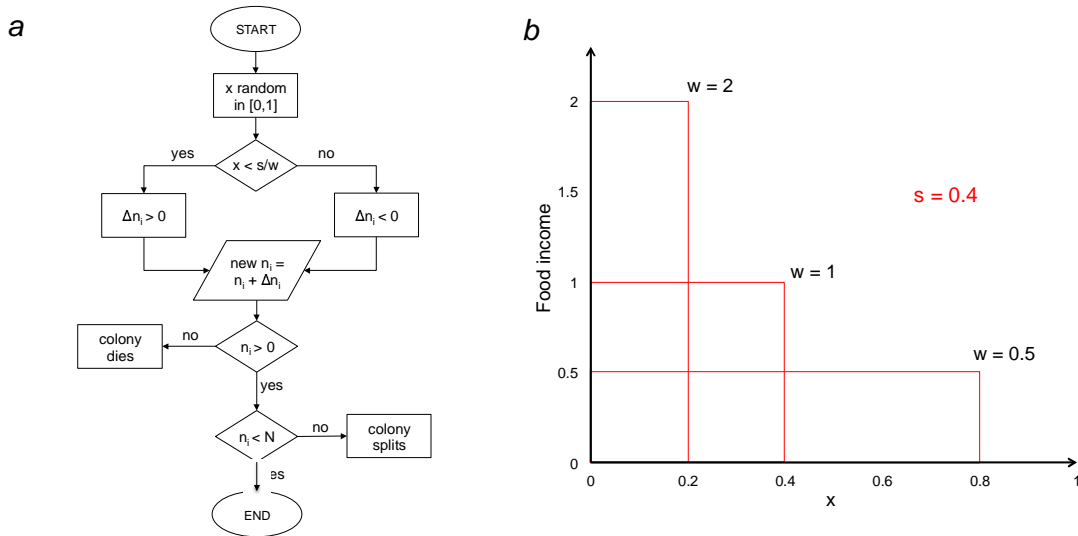 a
START
x random
in [0,1]
yes
no
x < s/w
Δnᵢ > 0
Δnᵢ < 0
new nᵢ =
nᵢ + Δnᵢ
no
nᵢ > 0
colony
dies
yes
nᵢ < N
no
colony
splits
es
END
b
w = 2
2
1.5
s = 0.4
w = 1
1
w = 0.5
0.5
0
Food income
0
0.2
0.4
0.6
0.8
1
x